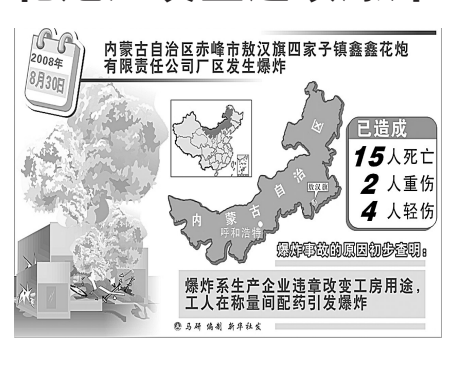 2008年
8月30日
内蒙古自治区赤峰市敖汉旗四家子镇鑫鑫花炮
有限责任公司厂区发生爆炸
已造成
15人死亡
2人重伤
4人轻伤
内蒙古自治区
敖汉旗
呼和浩特
爆炸事故的原因初步查明：
爆炸系生产企业违章改变工房用途，
工人在称量间配药引发爆炸
马研 编制 新华社发